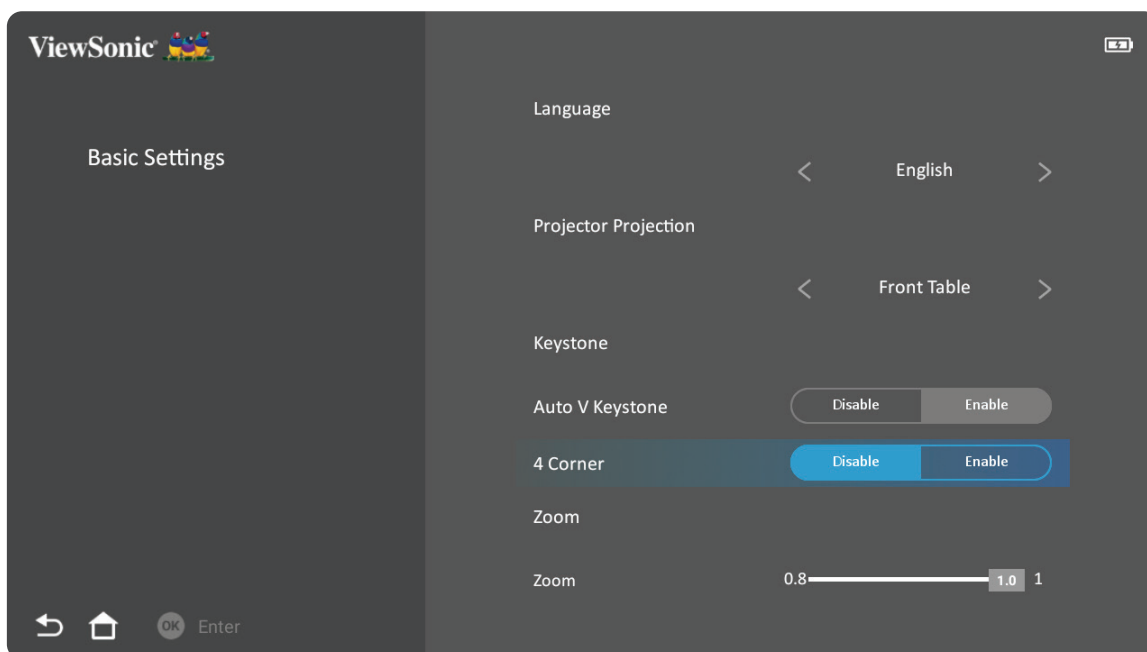 ViewSonic®
Basic Settings
Language
< English >
Projector Projection
< Front Table >
Keystone
Auto V Keystone Disable Enable
4 Corner Disable Enable
Zoom
Zoom 0.8 1.0 1
OK Enter